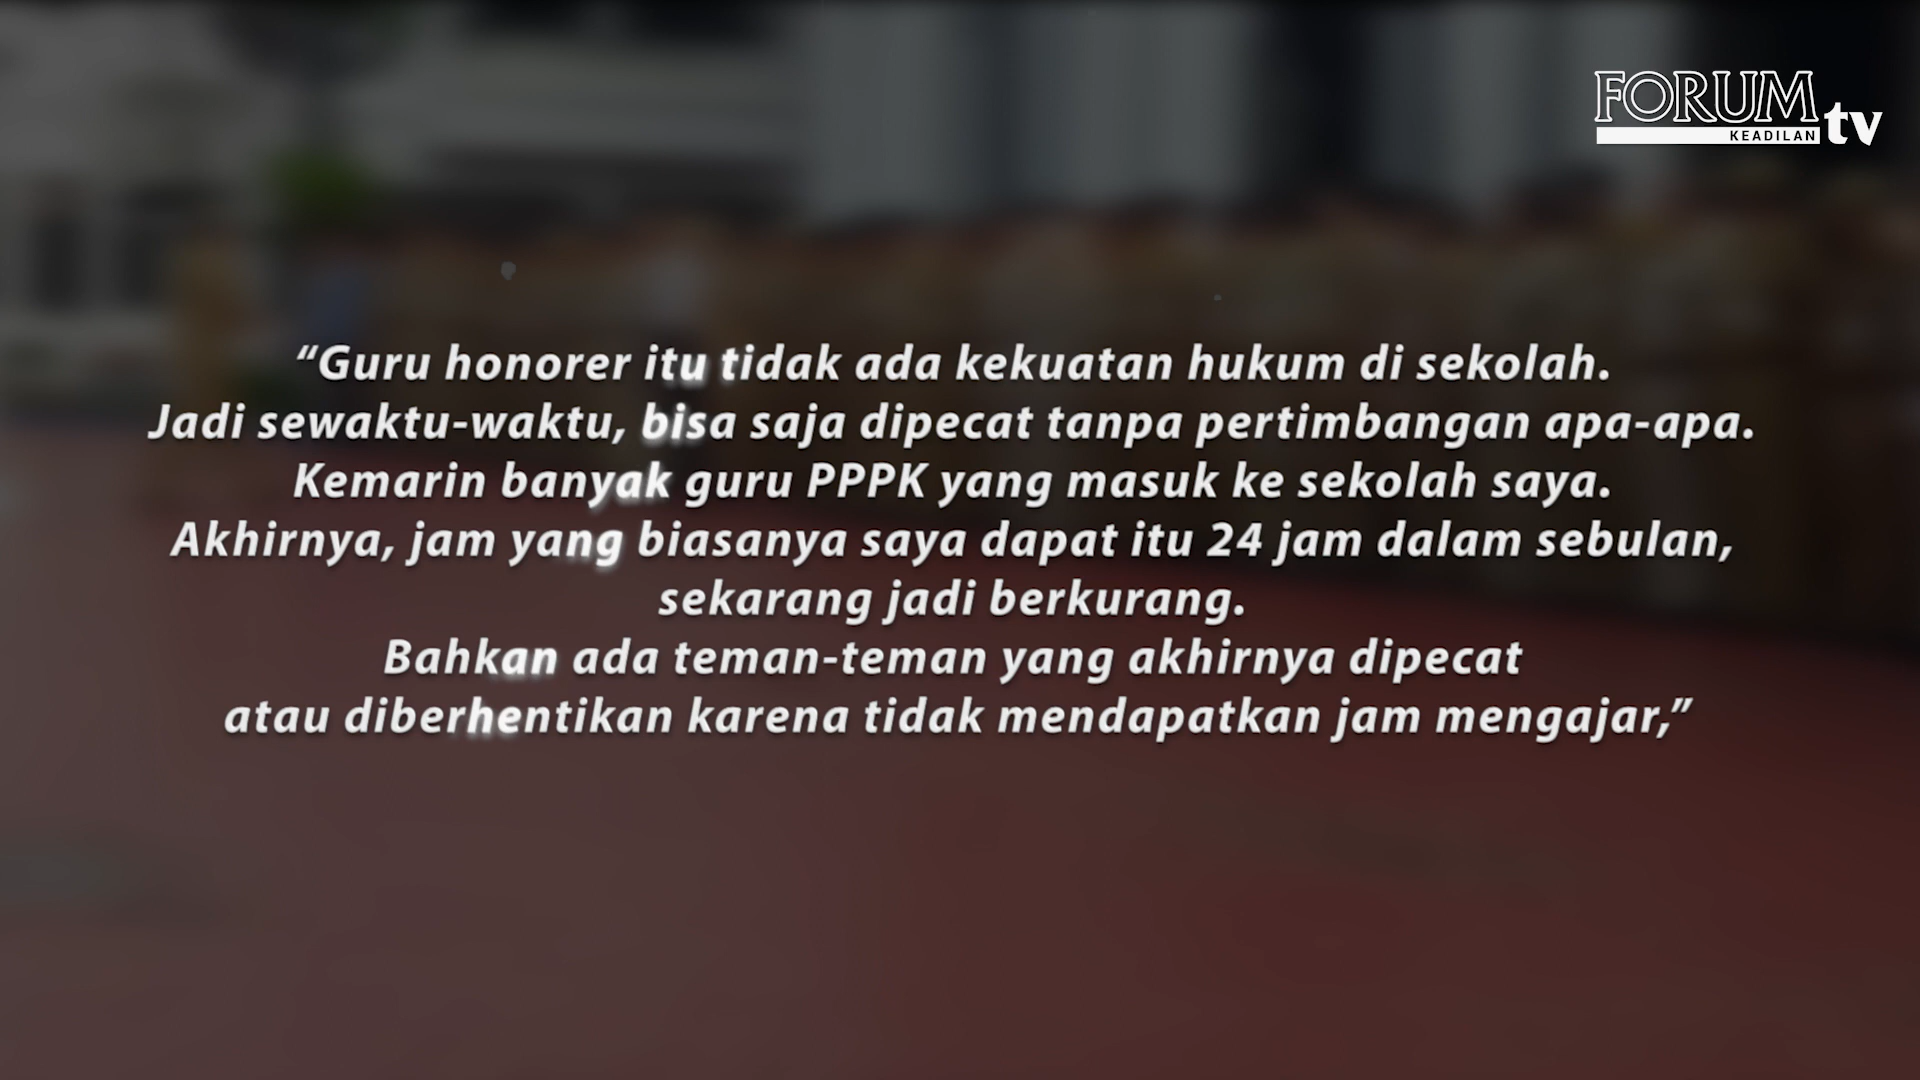 FORUM
KEADILAN tv
“Guru honorer itu tidak ada kekuatan hukum di sekolah.
Jadi sewaktu-waktu, bisa saja dipecat tanpa pertimbangan apa-apa.
Kemarin banyak guru PPPK yang masuk ke sekolah saya.
Akhirnya, jam yang biasanya saya dapat itu 24 jam dalam sebulan,
sekarang jadi berkurang.
Bahkan ada teman-teman yang akhirnya dipecat
atau diberhentikan karena tidak mendapatkan jam mengajar,”